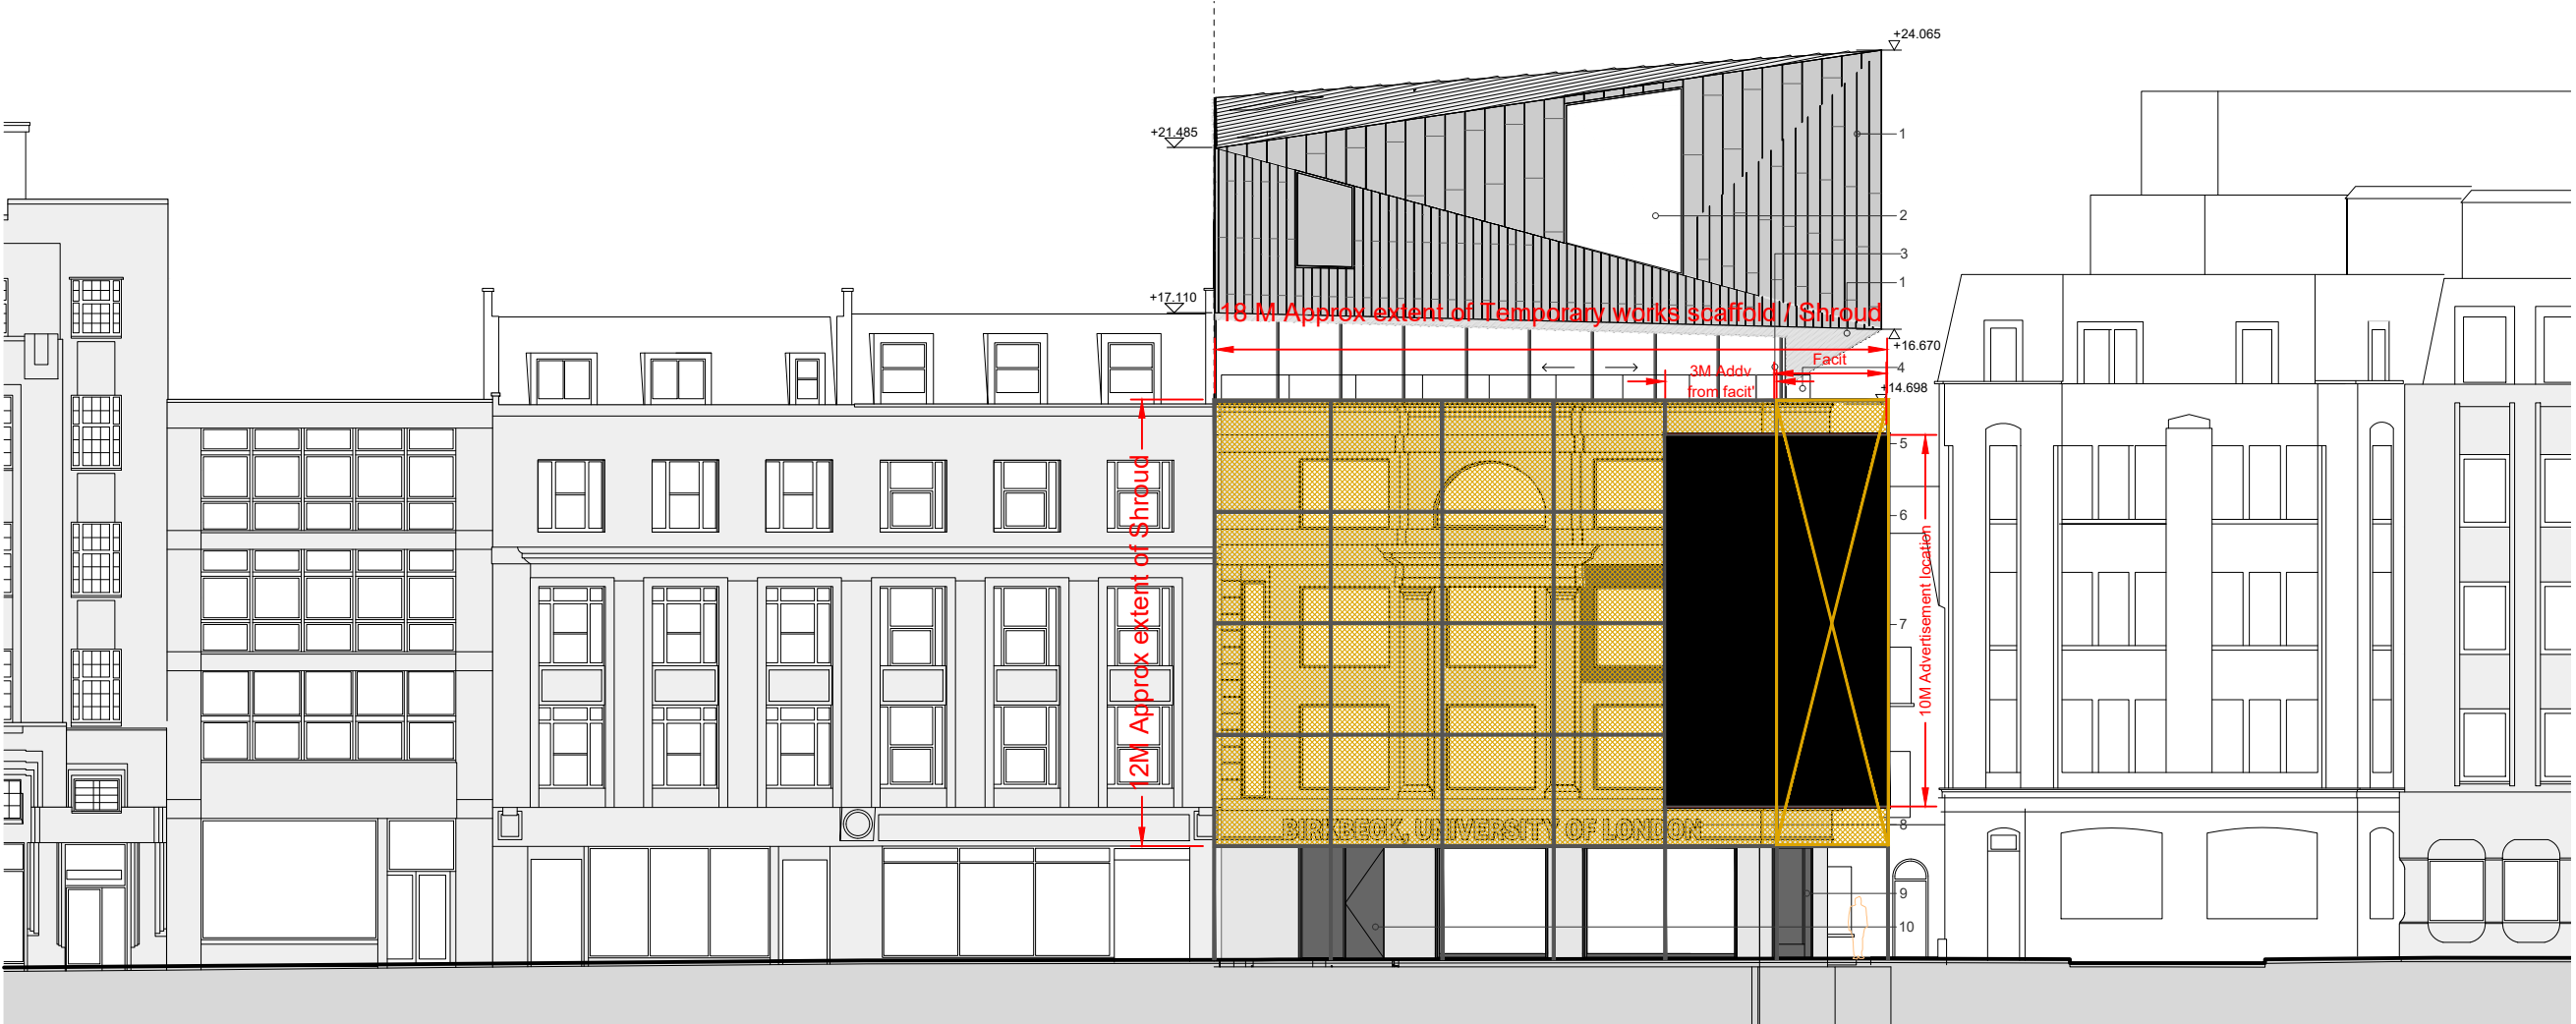 +24.065
+21.485
1
2
3
+17.110
1
18 M Approx extent of Temporary works scaffold / Shroud
+16.670
Facit
4
3M Addv
from facit'
+14.698
5
12M Approx extent of Shroud
6
10M Advertisement location
7
BIRKBECK, UNIVERSITY OF LONDON
8
9
10